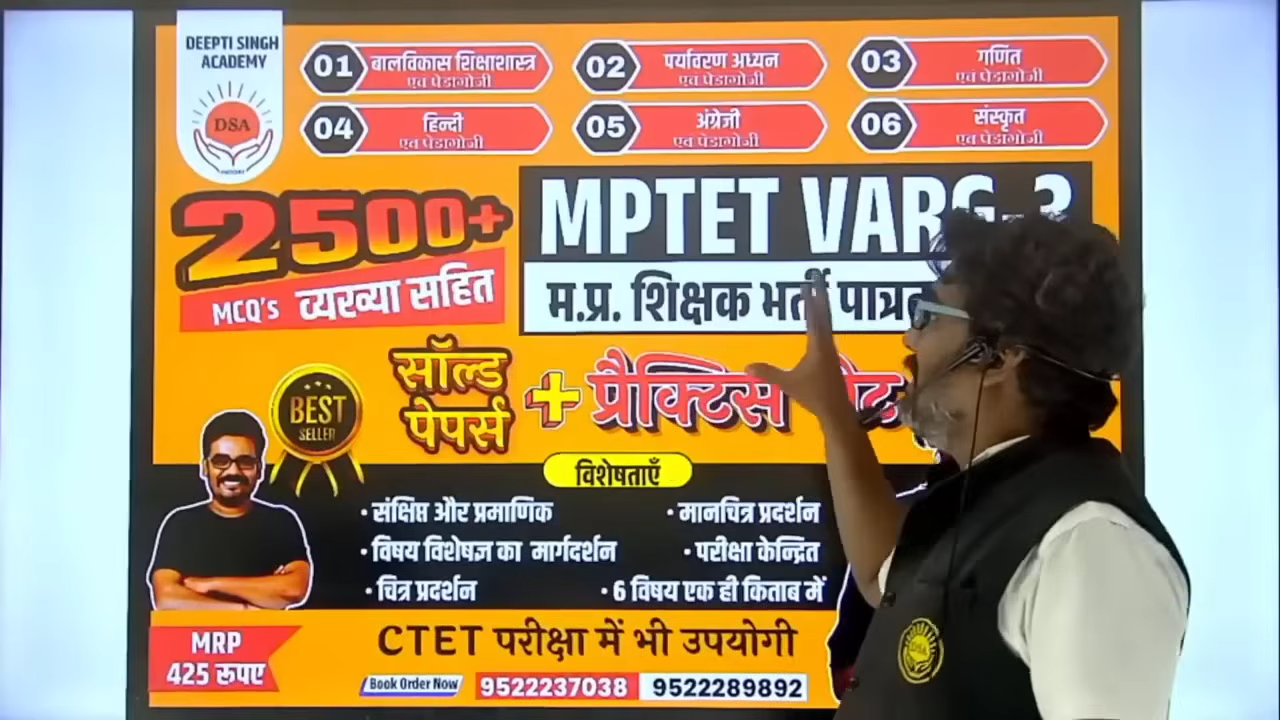 DEEPTI SINGH
ACADEMY
DSA
01 बालविकास शिक्षाशास्त्र
एवं पेडागोजी
02 पर्यावरण अध्यन
एवं पेडागोजी
03 गणित
एवं पेडागोजी
04 हिन्दी
एवं पेडागोजी
05 अंग्रेजी
एवं पेडागोजी
06 संस्कृत
एवं पेडागोजी
2500+
MCQ's व्यख्या सहित
MPTET VARG-3
म.प्र. शिक्षक भर्ती
सॉल्ड
पेपर्स
+ प्रैक्टिस
BEST
SELLER
विशेषताएँ
• संक्षिप्त और प्रमाणिक
• मानचित्र प्रदर्शन
• विषय विशेषज्ञ का मार्गदर्शन
• परीक्षा केन्द्रित
• चित्र प्रदर्शन
• 6 विषय एक ही किताब में
MRP
425 रूपए
CTET परीक्षा में भी उपयोगी
Book Order Now
9522237038 9522289892
DSA